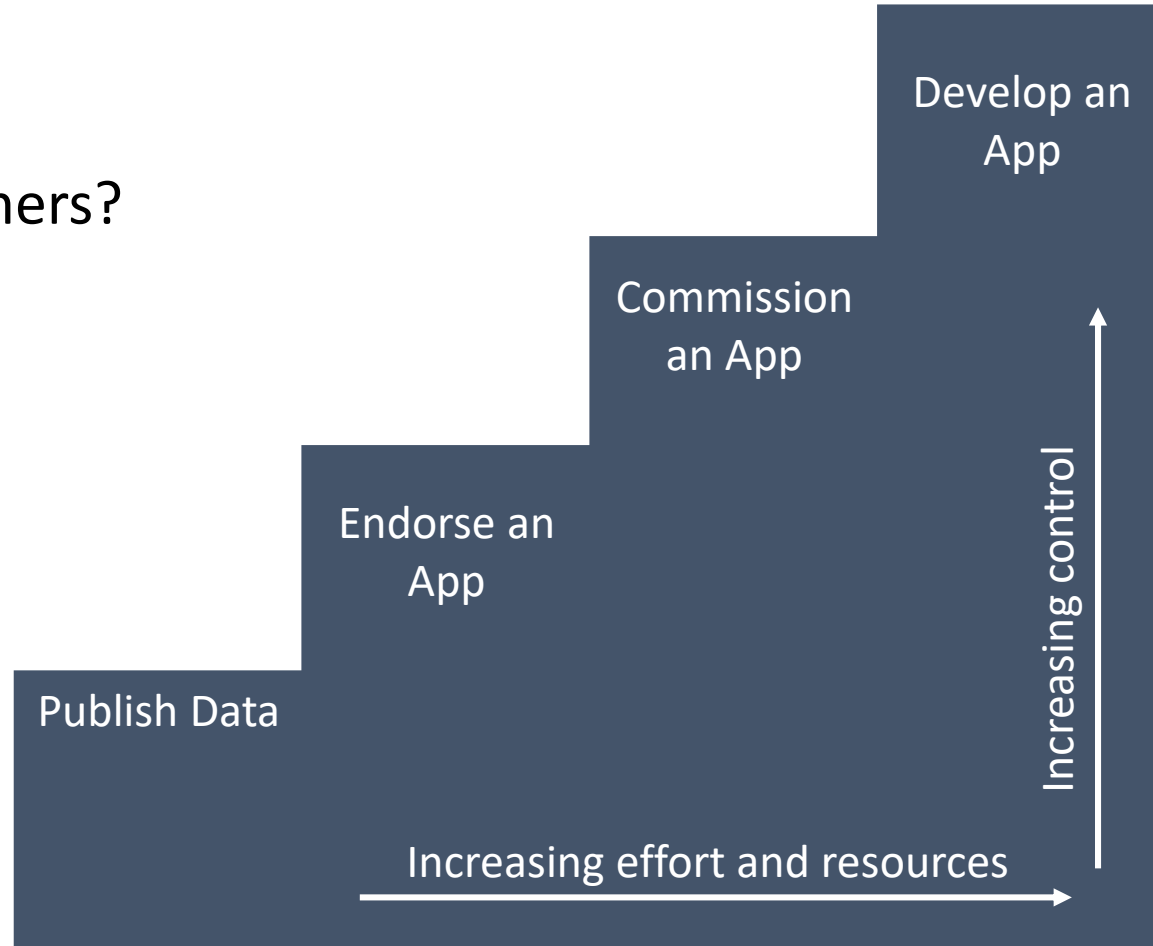 Develop an
App
ners?
Commission
an App
Endorse an
App
Increasing control
Publish Data
Increasing effort and resources